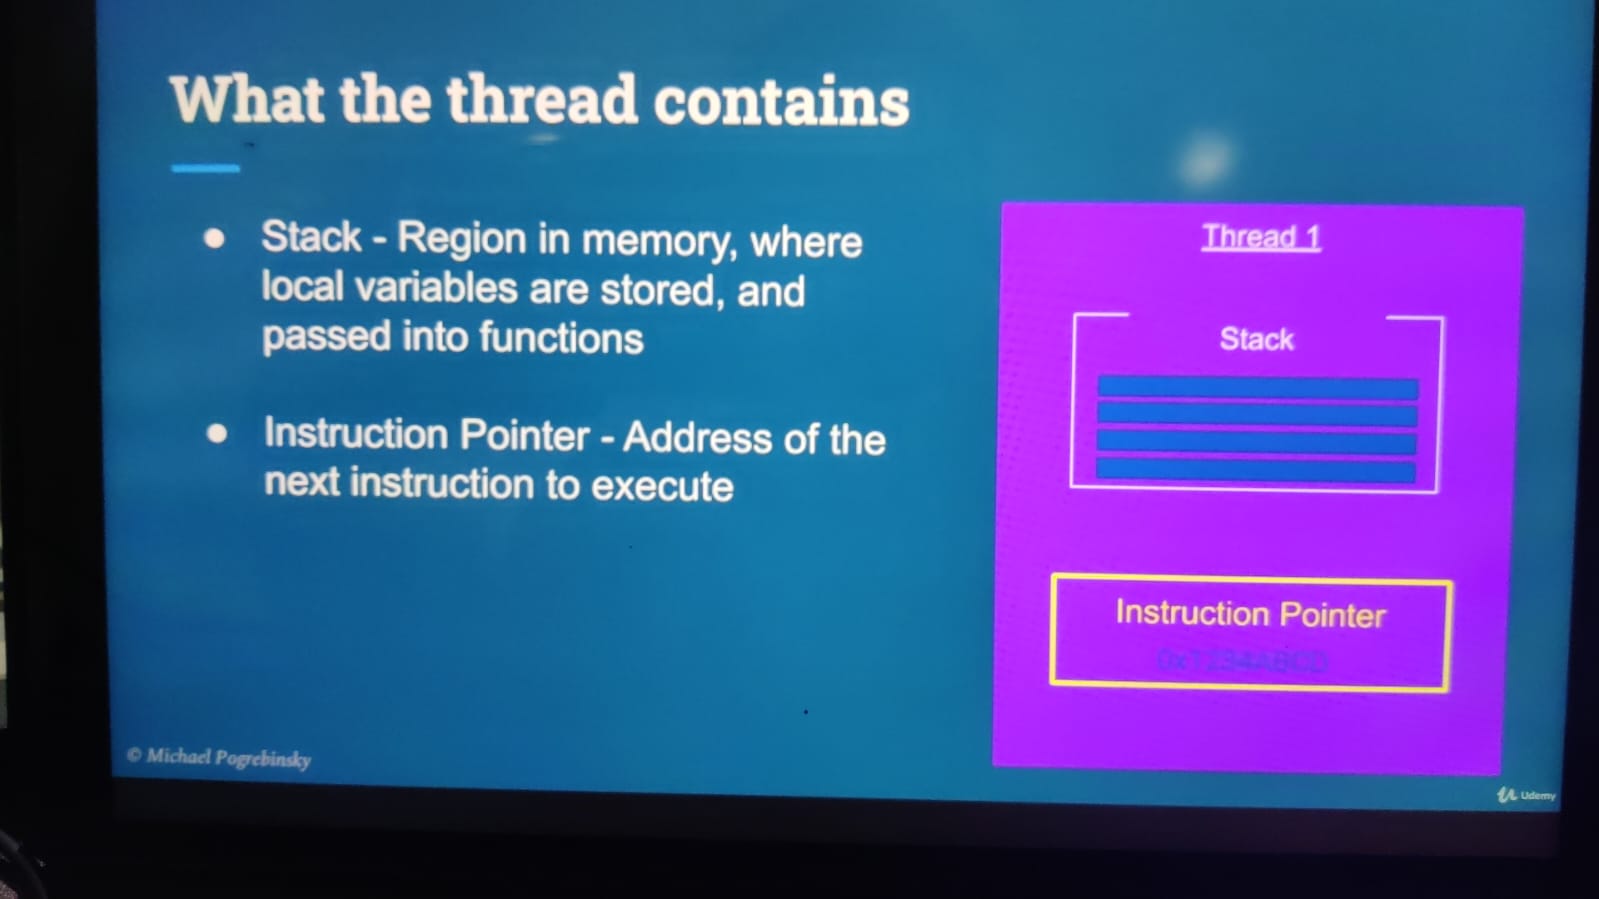 What the thread contains
● Stack - Region in memory, where
local variables are stored, and
passed into functions
● Instruction Pointer - Address of the
next instruction to execute
Thread 1
Stack
Instruction Pointer
0x1234ABCD
© Michael Pogrebinsky
Udemy